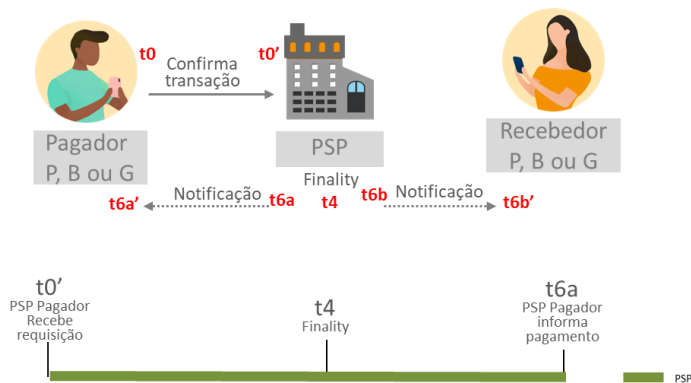 t0
t0’
Confirma
transação
Pagador
P, B ou G
PSP
Recebedor
P, B ou G
Finality
t6a’
Notificação
t6a
t4
t6b
Notificação
t6b’
t0’
PSP Pagador
Recebe
requisição
t4
Finality
t6a
PSP Pagador
informa
pagamento
PSP